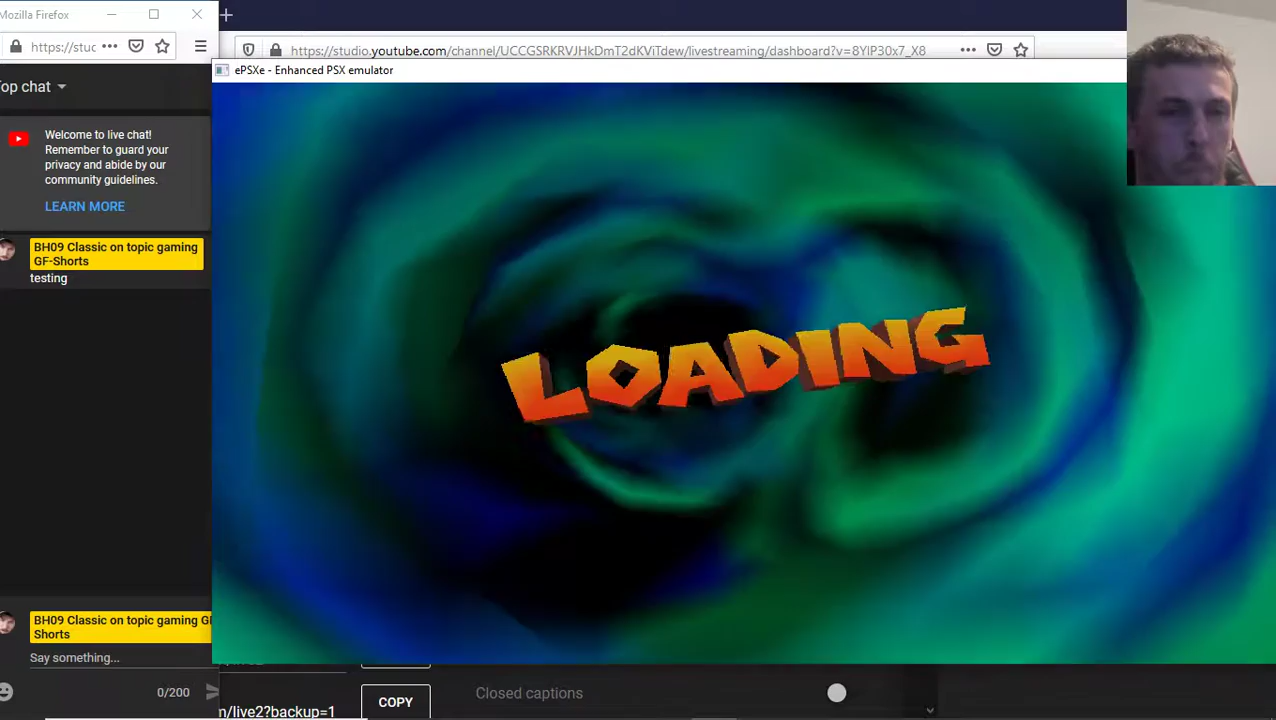 Mozilla Firefox
https://stuc
https://studio.youtube.com/channel/UCCGSRKRVJHkDmT2dKViTdew/livestreaming/dashboard?v=8YIP30x7_X8
ePSXe - Enhanced PSX emulator
op chat
Welcome to live chat!
Remember to guard your
privacy and abide by our
community guidelines.
LEARN MORE
BH09 Classic on topic gaming
GF-Shorts
testing
LOADING
BH09 Classic on topic gaming GF
Shorts
Say something...
0/200
Closed captions
COPY
m/live2?backup=1